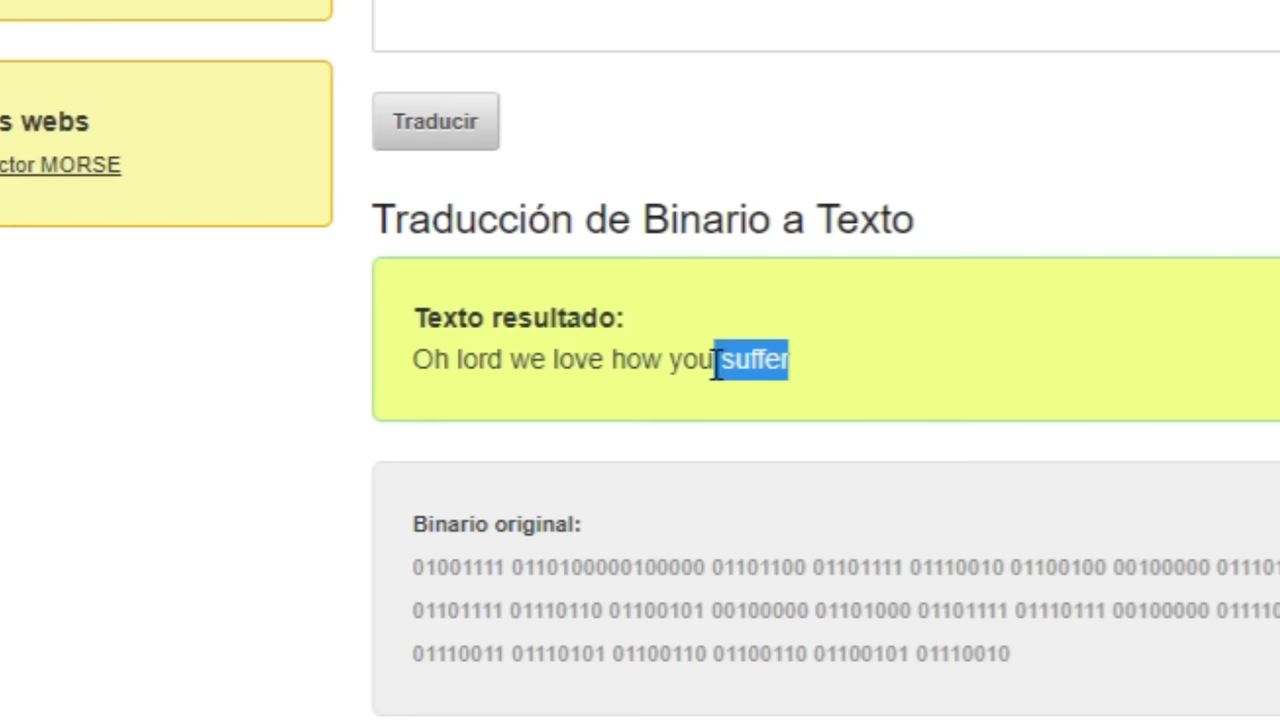 s webs
ctor MORSE
Traducir
Traducción de Binario a Texto
Texto resultado:
Oh lord we love how you suffer
Binario original:
01001111 0110100000100000 01101100 01101111 01110010 01100100 00100000 011101
01101111 01110110 01100101 00100000 01101000 01101111 01110111 00100000 011110
01110011 01110101 01100110 01100110 01100101 01110010